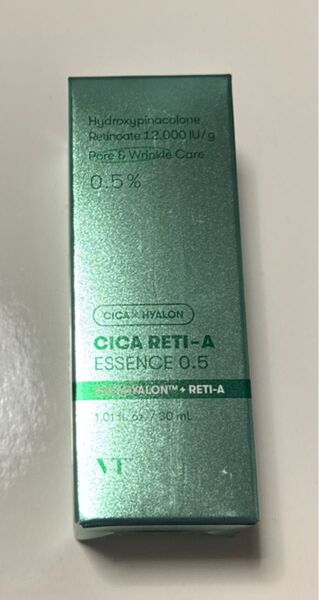 Hydroxypinacolone
Retinoate 12,000 IU/g
Pore & Wrinkle Care
0.5%
CICA × HYALON
CICA RETI-A
ESSENCE 0.5
+ RETI-A
1.01 fl. oz. / 30 mL
VT